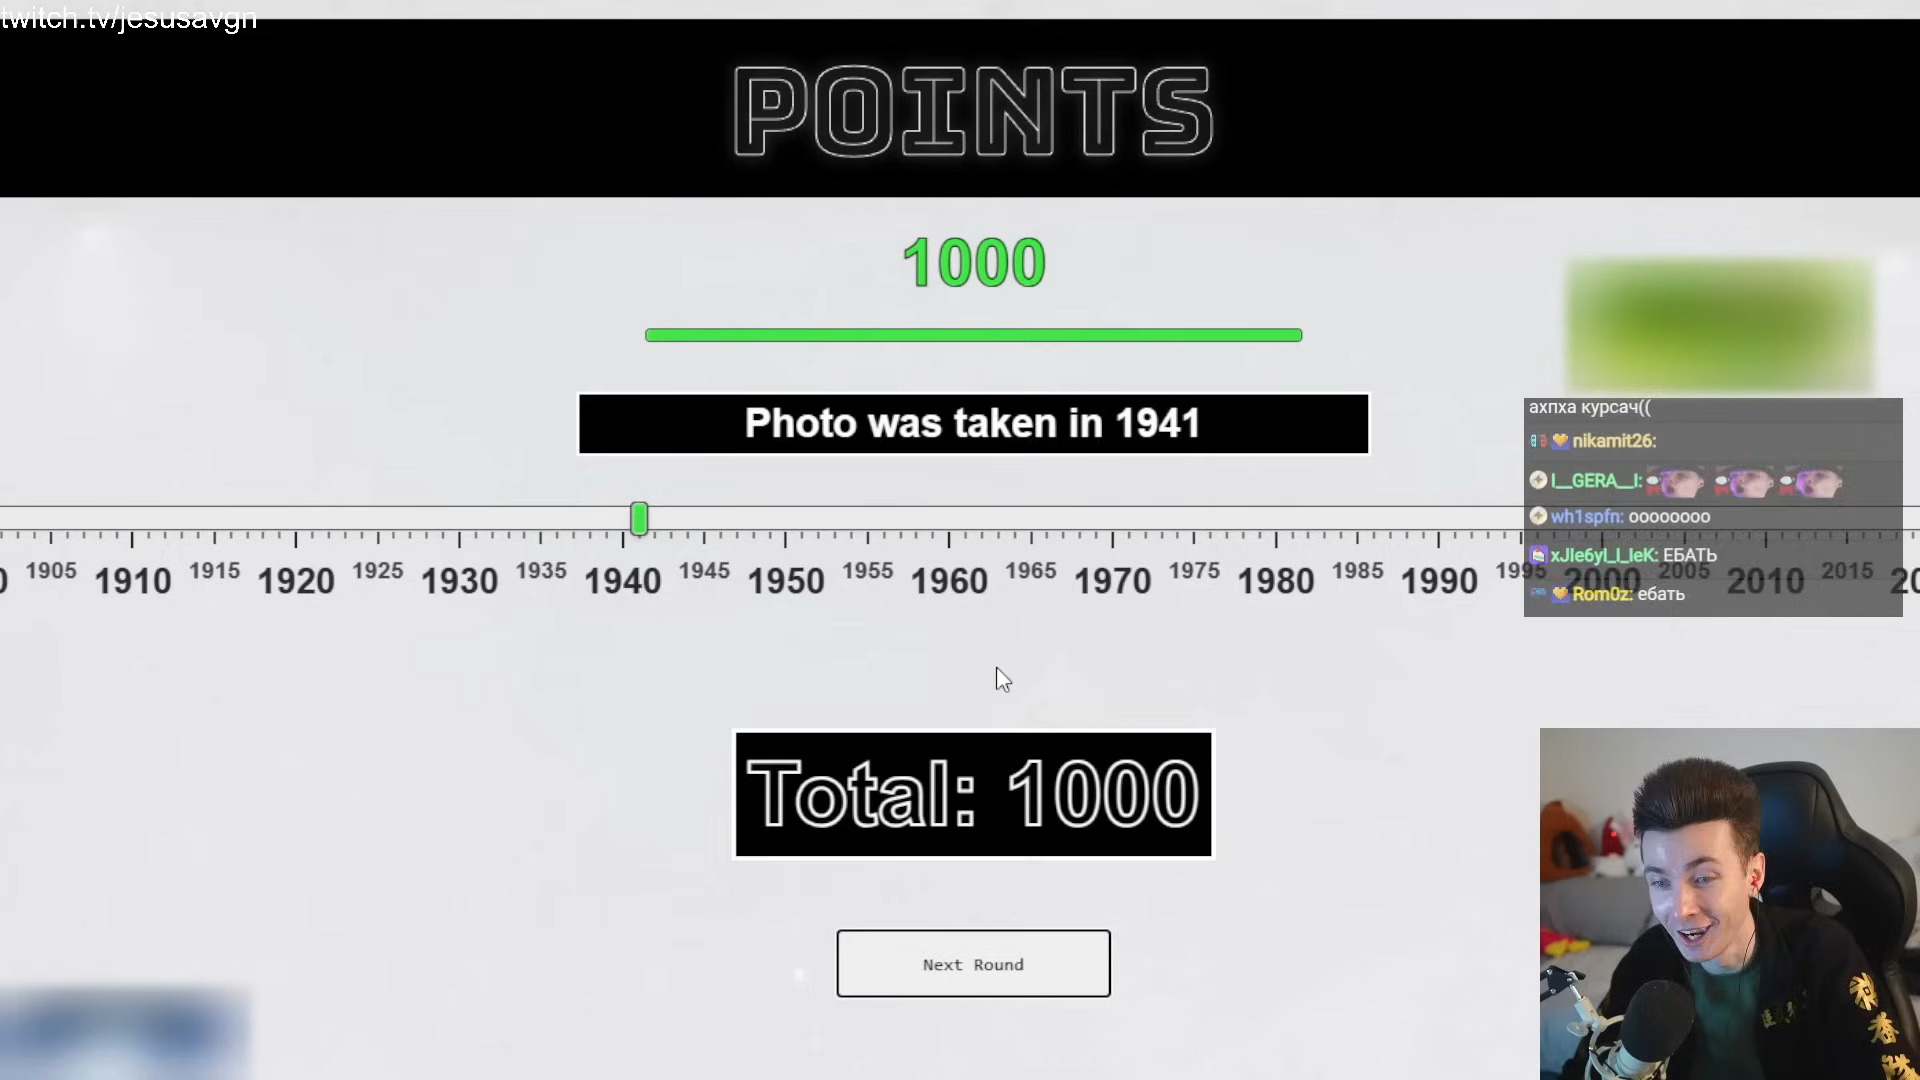 twitch.tv/jesusavgn
POINTS
1000
Photo was taken in 1941
1905 1910 1915 1920 1925 1930 1935 1940 1945 1950 1955 1960 1965 1970 1975 1980 1985 1990 1995 2000 2005 2010 2015
ахпха курсач((
nikamit26:
I__GERA__I:
wh1spfn: oooooooo
ЕБАТЬ
Rom0z: ебать
Total: 1000
Next Round